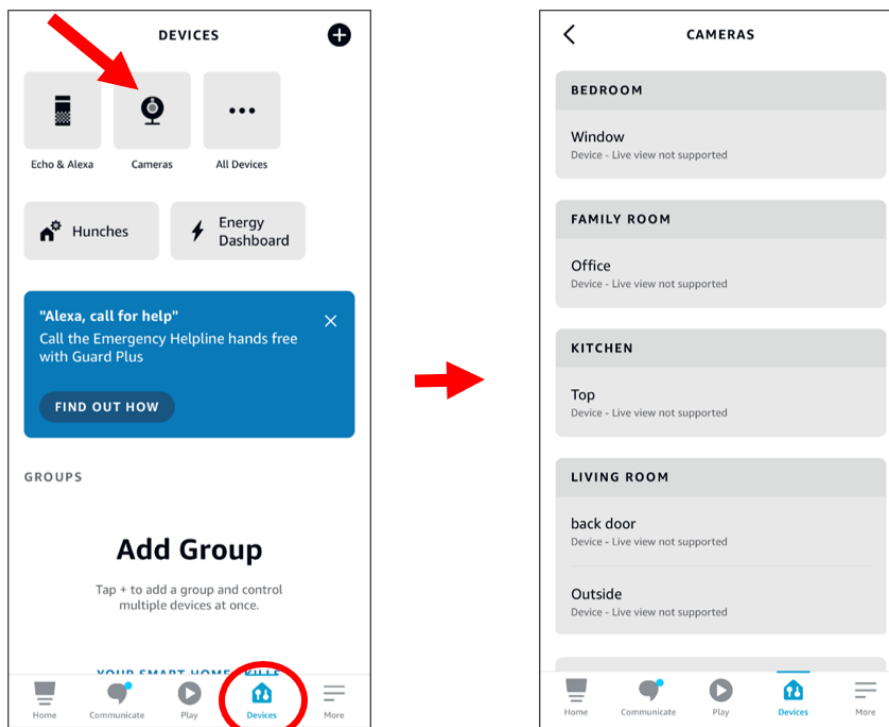 DEVICES
Echo & Alexa
Cameras
All Devices
Hunches
Energy
Dashboard
"Alexa, call for help"
Call the Emergency Helpline hands free
with Guard Plus
FIND OUT HOW
GROUPS
Add Group
Tap + to add a group and control
multiple devices at once.
YOUR SMART HOME SKILLS
Home
Communicate
Play
Devices
More
CAMERAS
BEDROOM
Window
Device - Live view not supported
FAMILY ROOM
Office
Device - Live view not supported
KITCHEN
Top
Device - Live view not supported
LIVING ROOM
back door
Device - Live view not supported
Outside
Device - Live view not supported
Home
Communicate
Play
Devices
More